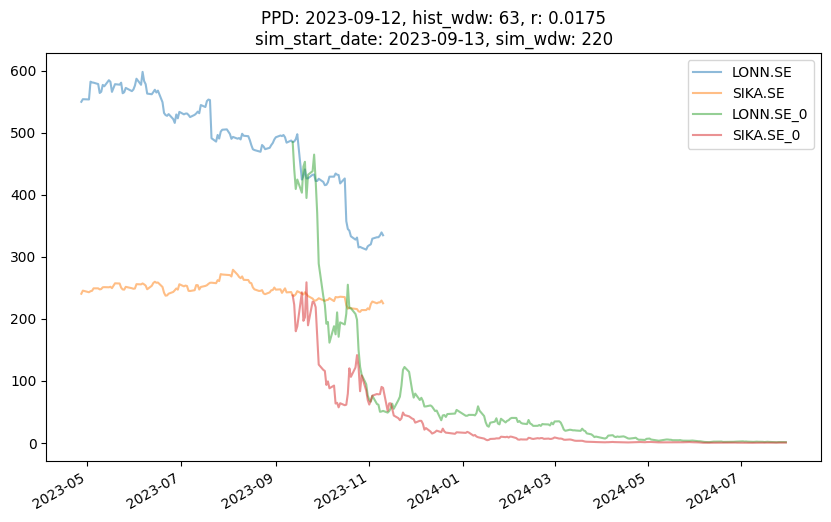 PPD: 2023-09-12, hist_wdw: 63, r: 0.0175
sim_start_date: 2023-09-13, sim_wdw: 220
LONN.SE
SIKA.SE
LONN.SE_0
SIKA.SE_0
600
500
400
300
200
100
0
2023-05
2023-07
2023-09
2023-11
2024-01
2024-03
2024-05
2024-07